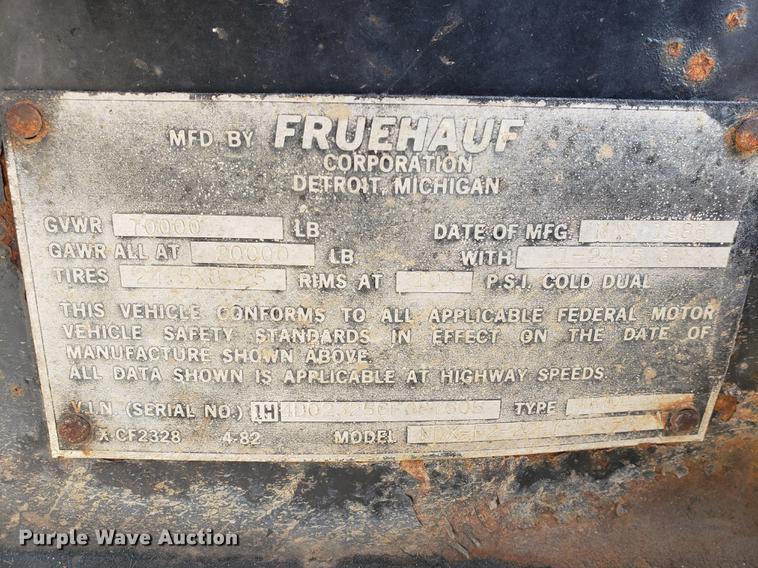 MFD BY FRUEHAUF
CORPORATION
DETROIT, MICHIGAN
GVWR 70000 LB. DATE OF MFG.
GAWR ALL AT 20000 LB. WITH
TIRES RIMS AT P.S.I. COLD DUAL
THIS VEHICLE CONFORMS TO ALL APPLICABLE FEDERAL MOTOR
VEHICLE SAFETY STANDARDS IN EFFECT ON THE DATE OF
MANUFACTURE SHOWN ABOVE.
ALL DATA SHOWN IS APPLICABLE AT HIGHWAY SPEEDS.
V.I.N. (SERIAL NO.) 1H TYPE
X-CF2328 4-82 MODEL
Purple Wave Auction